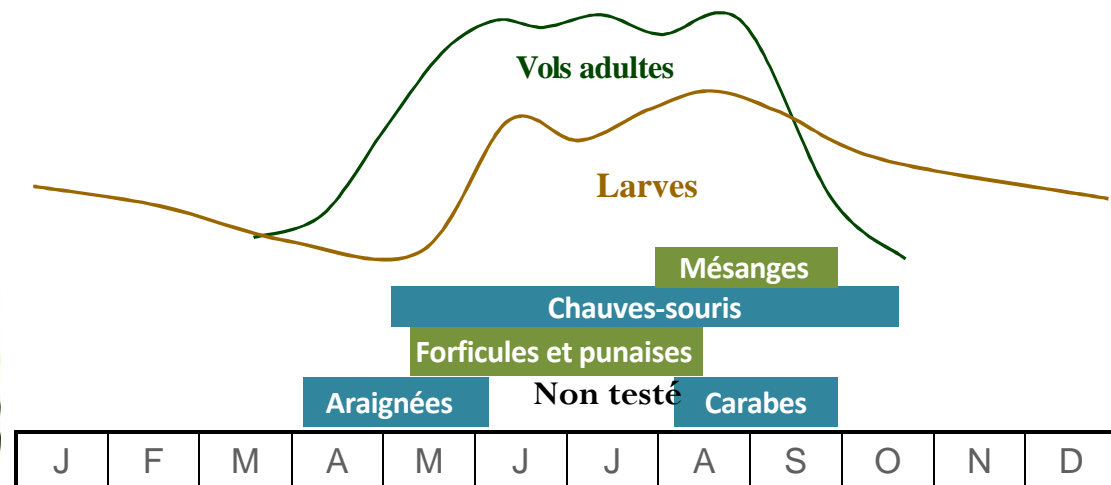 Vols adultes
Larves
Mésanges
Chauves-souris
Forficules et punaises
Araignées
Non testé
Carabes
J F M A M J J A S O N D